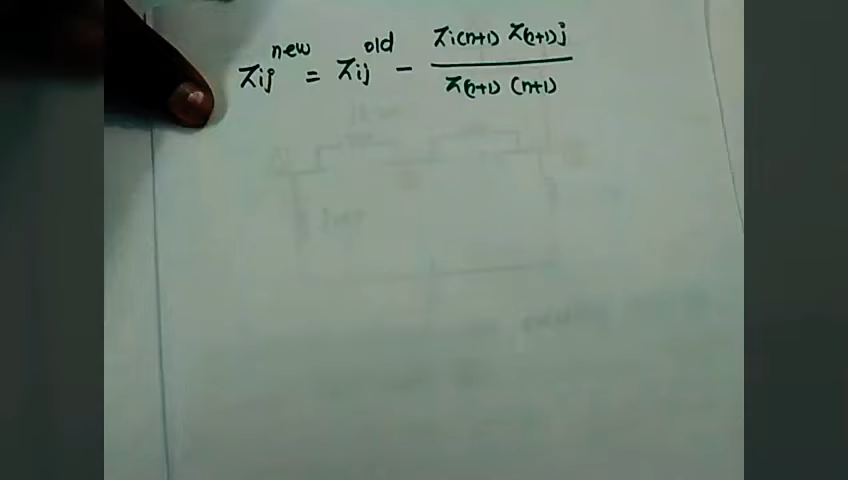 Zij^new = Zij^old - Zi(n+1) Z(n+1)j / Z(n+1) (n+1)